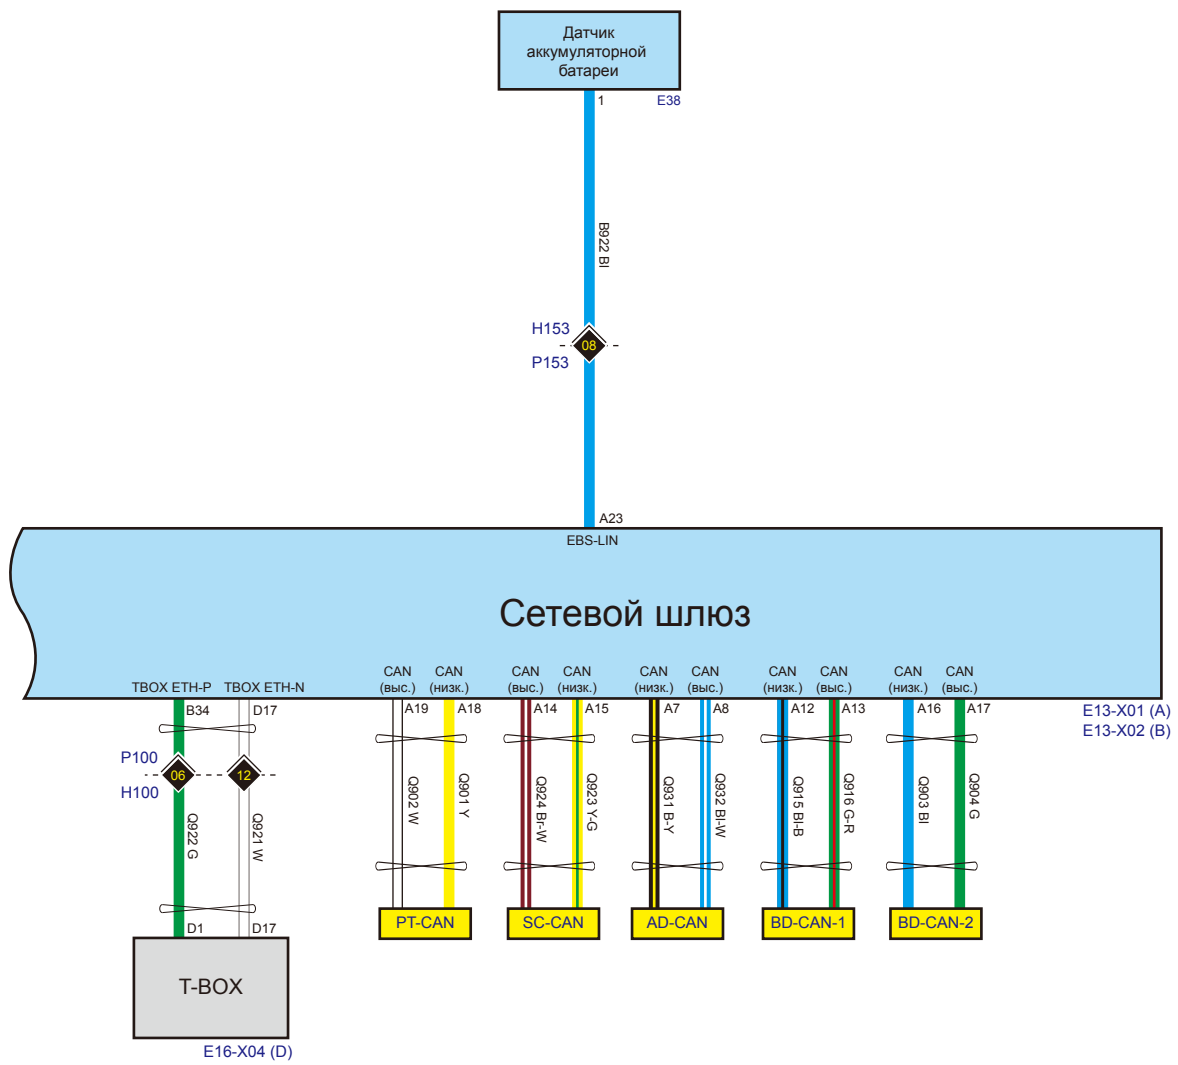 Датчик
аккумуляторной
батареи
1
E38
B922 Bl
H153
08
P153
A23
EBS-LIN
Сетевой шлюз
TBOX ETH-P
TBOX ETH-N
CAN
(выс.)
CAN
(низк.)
CAN
(выс.)
CAN
(низк.)
CAN
(низк.)
CAN
(выс.)
CAN
(низк.)
CAN
(выс.)
CAN
(низк.)
CAN
(выс.)
B34
D17
A19
A18
A14
A15
A7
A8
A12
A13
A16
A17
E13-X01 (A)
E13-X02 (B)
P100
06
12
H100
Q922 G
Q921 W
Q902 W
Q901 Y
Q924 Br-W
Q923 Y-G
Q931 B-Y
Q932 Bl-W
Q915 Bl-B
Q916 G-R
Q903 Bl
Q904 G
D1
D17
PT-CAN
SC-CAN
AD-CAN
BD-CAN-1
BD-CAN-2
T-BOX
E16-X04 (D)